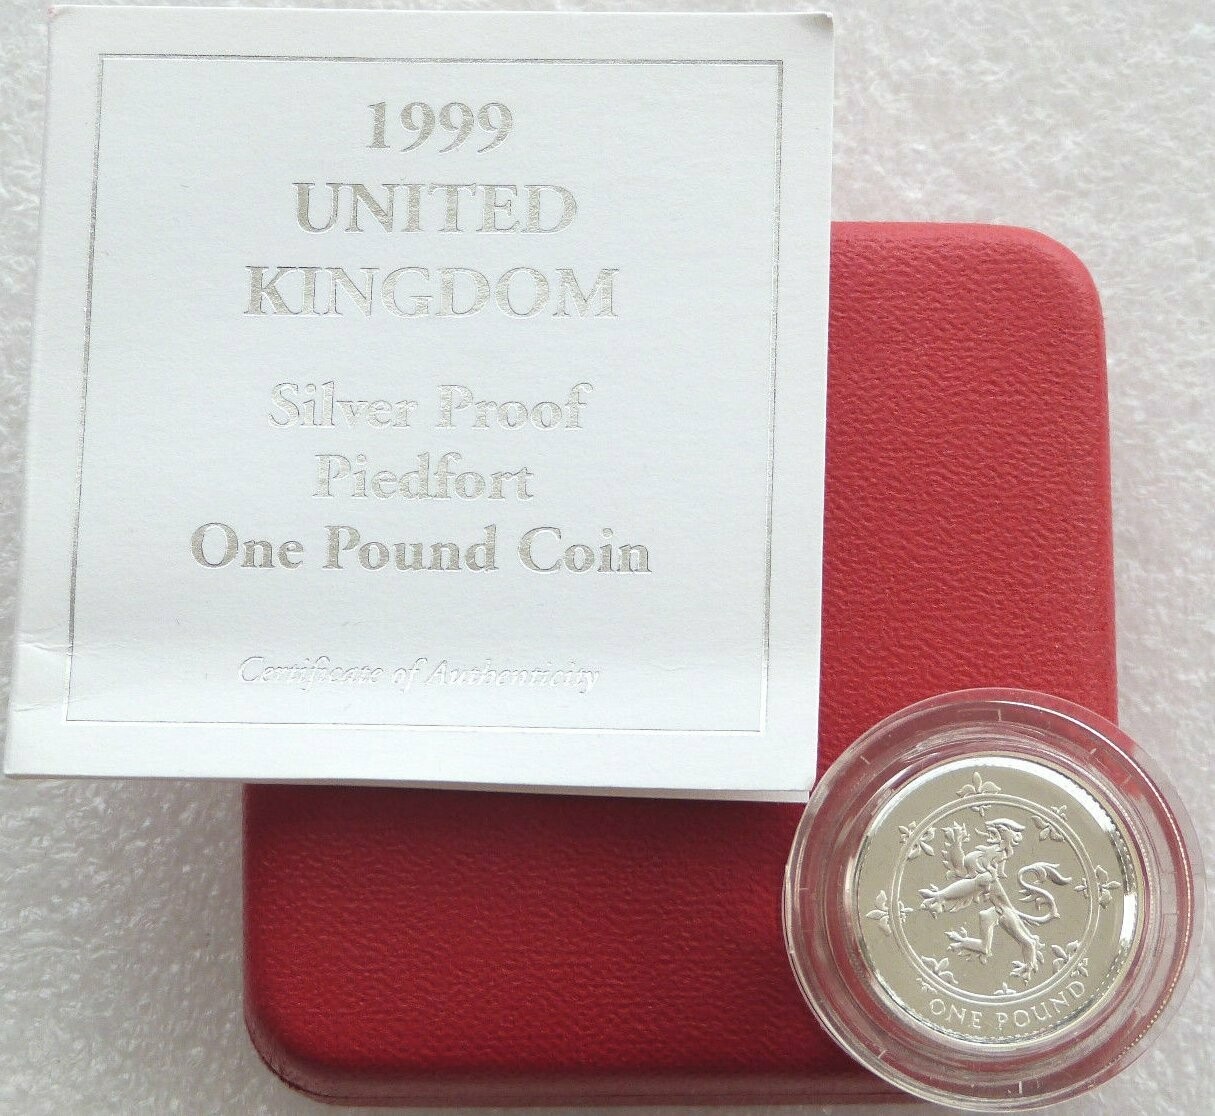 1999
UNITED
KINGDOM
Silver Proof
Piedfort
One Pound Coin
Certificate of Authenticity
ONE POUND